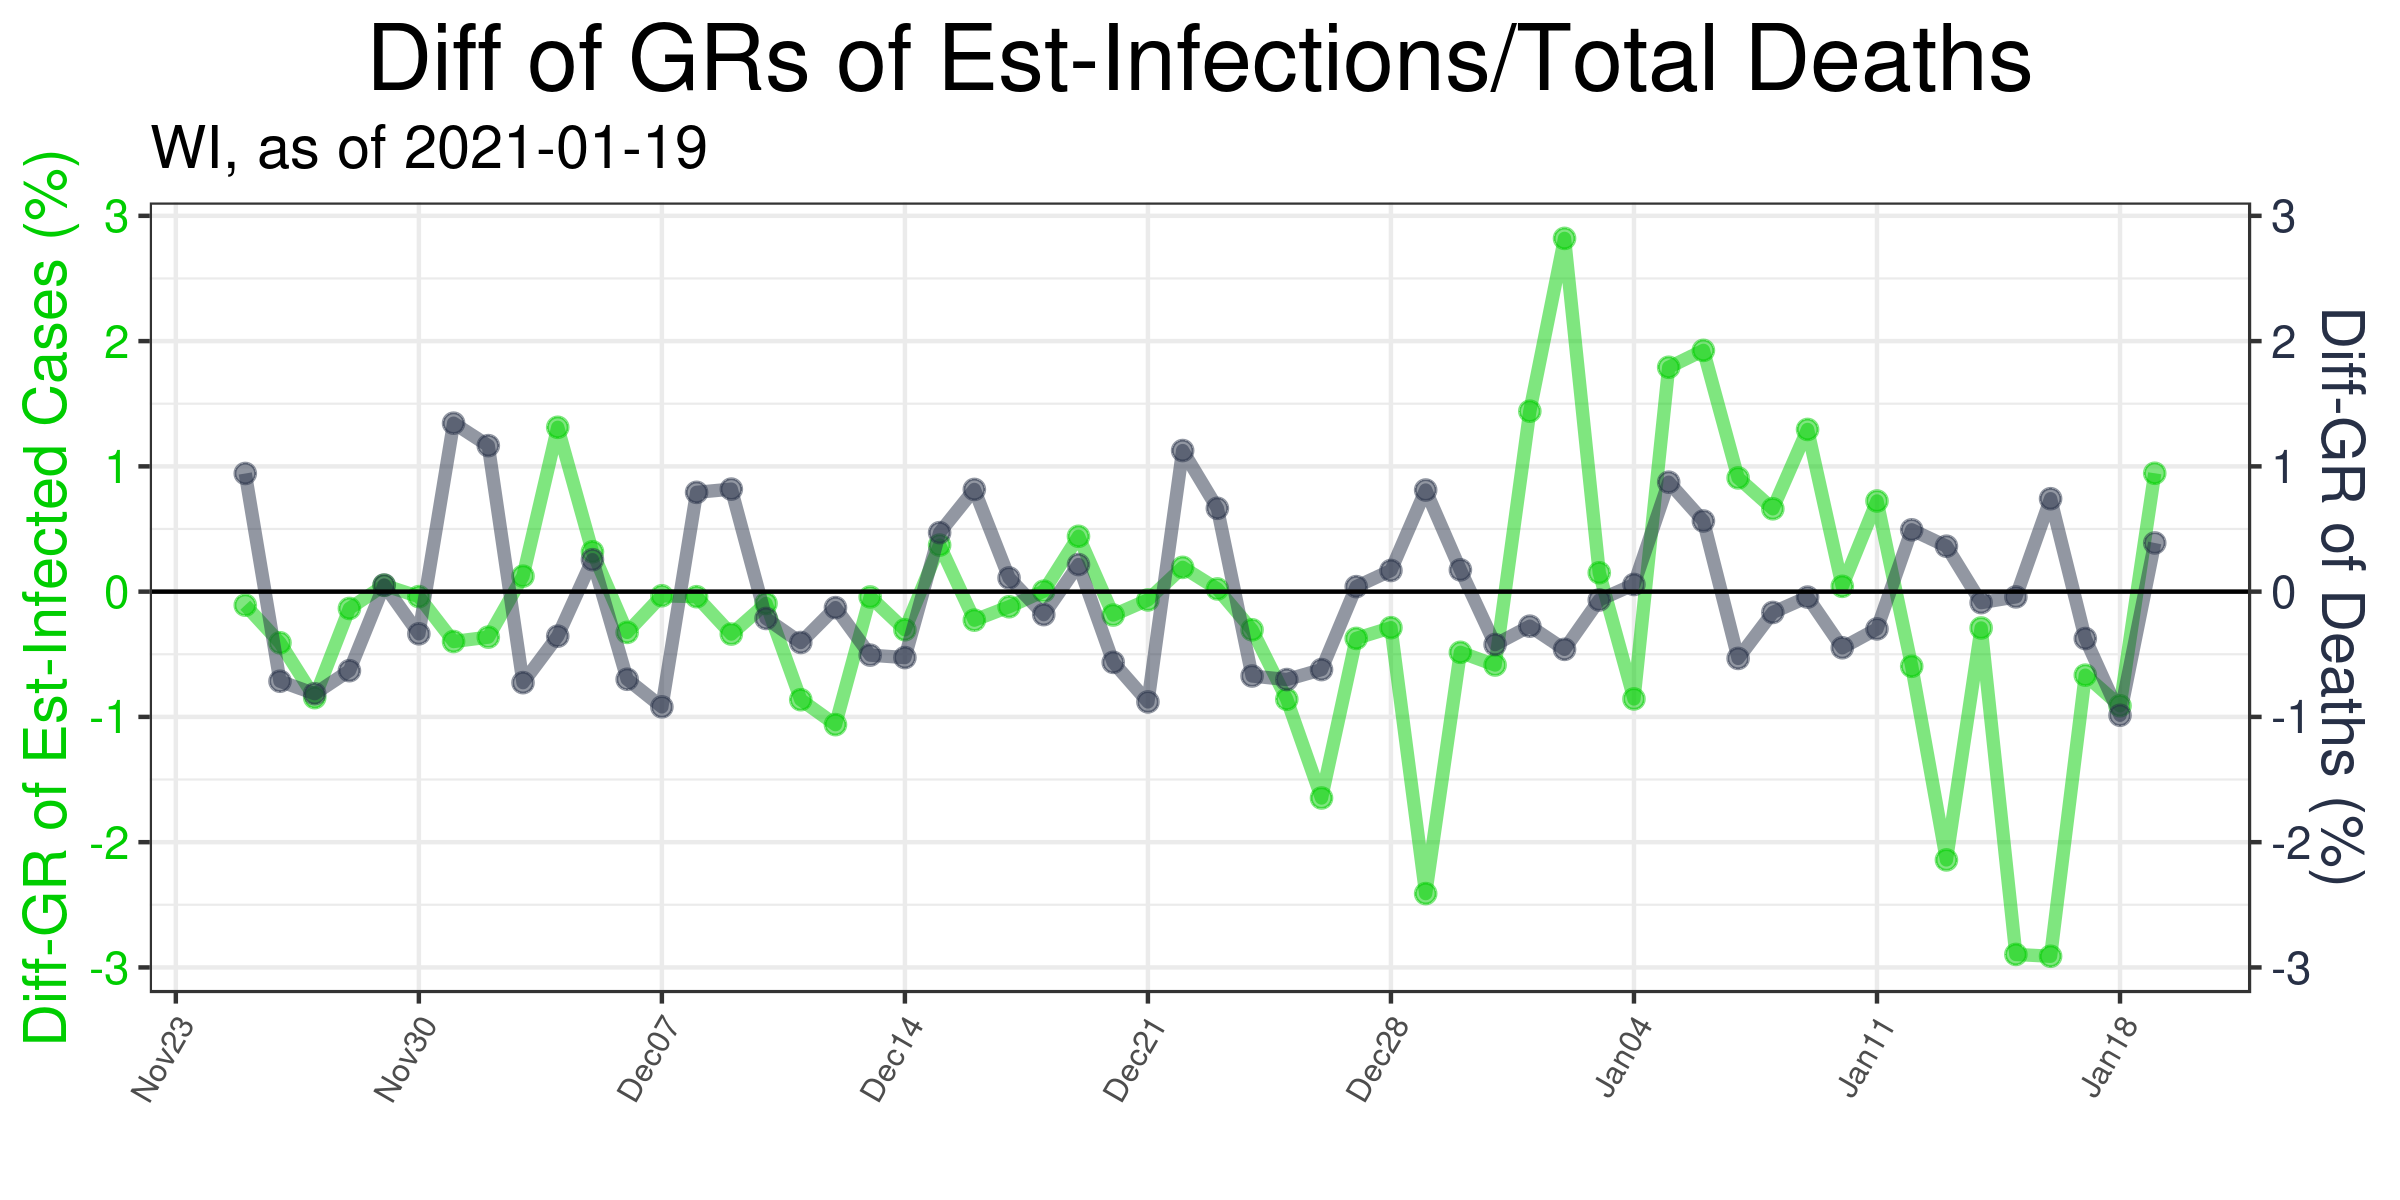 Diff of GRs of Est-Infections/Total Deaths
WI, as of 2021-01-19
Diff-GR of Est-Infected Cases (%)
3
2
1
0
-1
-2
-3
3
2
1
0
-1
-2
-3
Diff-GR of Deaths (%)
Nov23
Nov30
Dec07
Dec14
Dec21
Dec28
Jan04
Jan11
Jan18